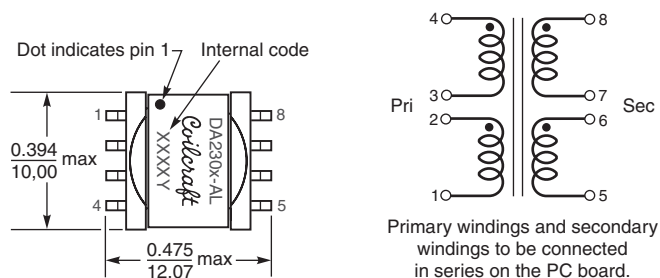 Dot indicates pin 1
Internal code
1
8
4
5
0.394
10,00
max
DA230x-AL
Coilcraft
XXXXY
0.475
12,07
max
4
8
3
7
Pri
Sec
2
6
1
5
Primary windings and secondary
windings to be connected
in series on the PC board.